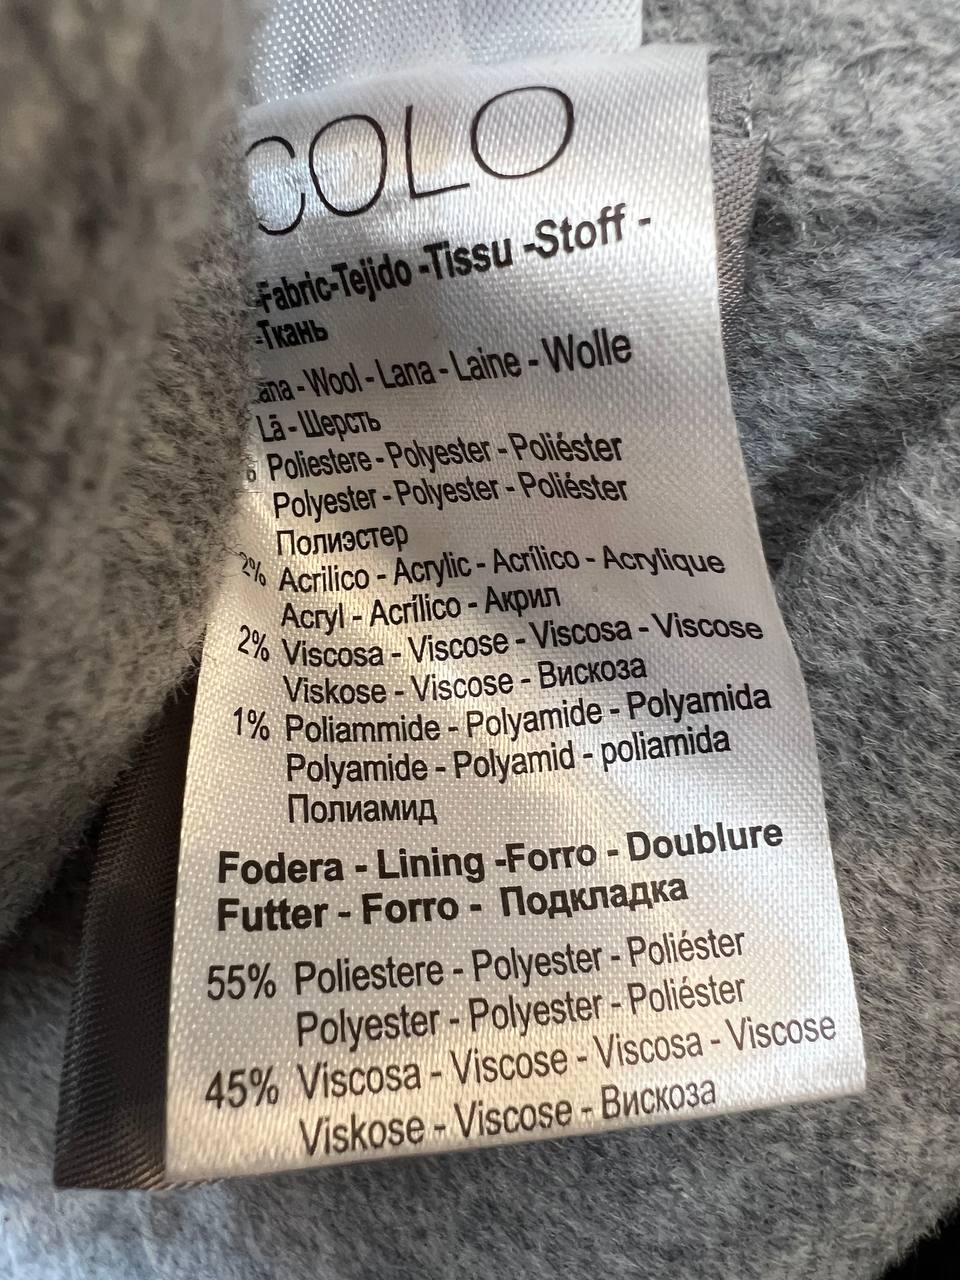 COLO
-Fabric-Tejido -Tissu -Stoff -
-Ткань
- Wool - Lana - Laine - Wolle
Lã - Шерсть
Poliestere - Polyester - Poliéster
Polyester - Polyester - Poliéster
Полиэстер
2% Acrilico - Acrylic - Acrílico - Acrylique
Acryl - Acrílico - Акрил
2% Viscosa - Viscose - Viscosa - Viscose
Viskose - Viscose - Вискоза
1% Poliammide - Polyamide - Polyamida
Polyamide - Polyamid - poliamida
Полиамид
Fodera - Lining -Forro - Doublure
Futter - Forro - Подкладка
55% Poliestere - Polyester - Poliéster
Polyester - Polyester - Poliéster
45% Viscosa - Viscose - Viscosa - Viscose
Viskose - Viscose - Вискоза